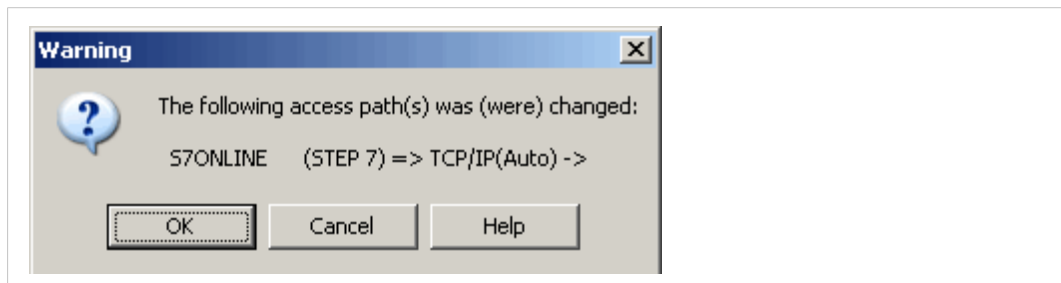 Warning
The following access path(s) was (were) changed:
S7ONLINE (STEP 7) => TCP/IP(Auto) ->
OK Cancel Help